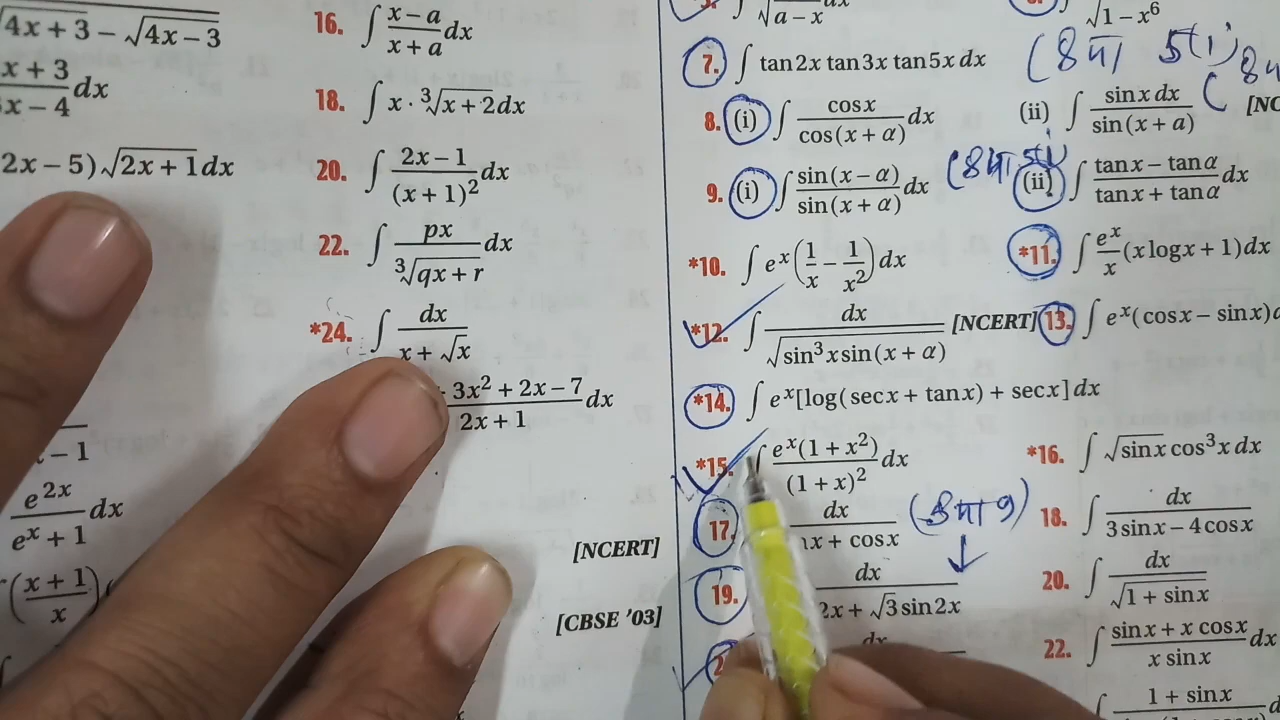 √4x+3 − √4x−3
x+3
x−4 dx
2x−5)√2x+1 dx
x−1
e^2x
e^x+1 dx
(x+1
x)
16. ∫ x−a/x+a dx
18. ∫ x·∛x+2 dx
20. ∫ 2x−1/(x+1)² dx
22. ∫ px/∛qx+r dx
*24. ∫ dx/x+√x
3x²+2x−7/2x+1 dx
[NCERT]
[CBSE '03]
√a−x
√1−x⁶
7. ∫ tan2x tan3x tan5x dx
8. (i) ∫ cosx/cos(x+α) dx (ii) ∫ sinx dx/sin(x+a)
9. (i) ∫ sin(x−α)/sin(x+α) dx (ii) ∫ tanx−tanα/tanx+tanα dx
*10. ∫ e^x(1/x − 1/x²) dx *11. ∫ e^x/x (x logx+1) dx
*12. ∫ dx/√sin³x sin(x+α) [NCERT] 13. ∫ e^x(cosx−sinx)
*14. ∫ e^x[log(secx+tanx)+secx] dx
*15. ∫ e^x(1+x²)/(1+x)² dx *16. ∫ √sinx cos³x dx
17. dx/x+cosx 18. ∫ dx/3sinx−4cosx
19. dx/2x+√3sin2x 20. ∫ dx/√1+sinx
dx 22. ∫ sinx+x cosx/x sinx dx
∫ 1+sinx